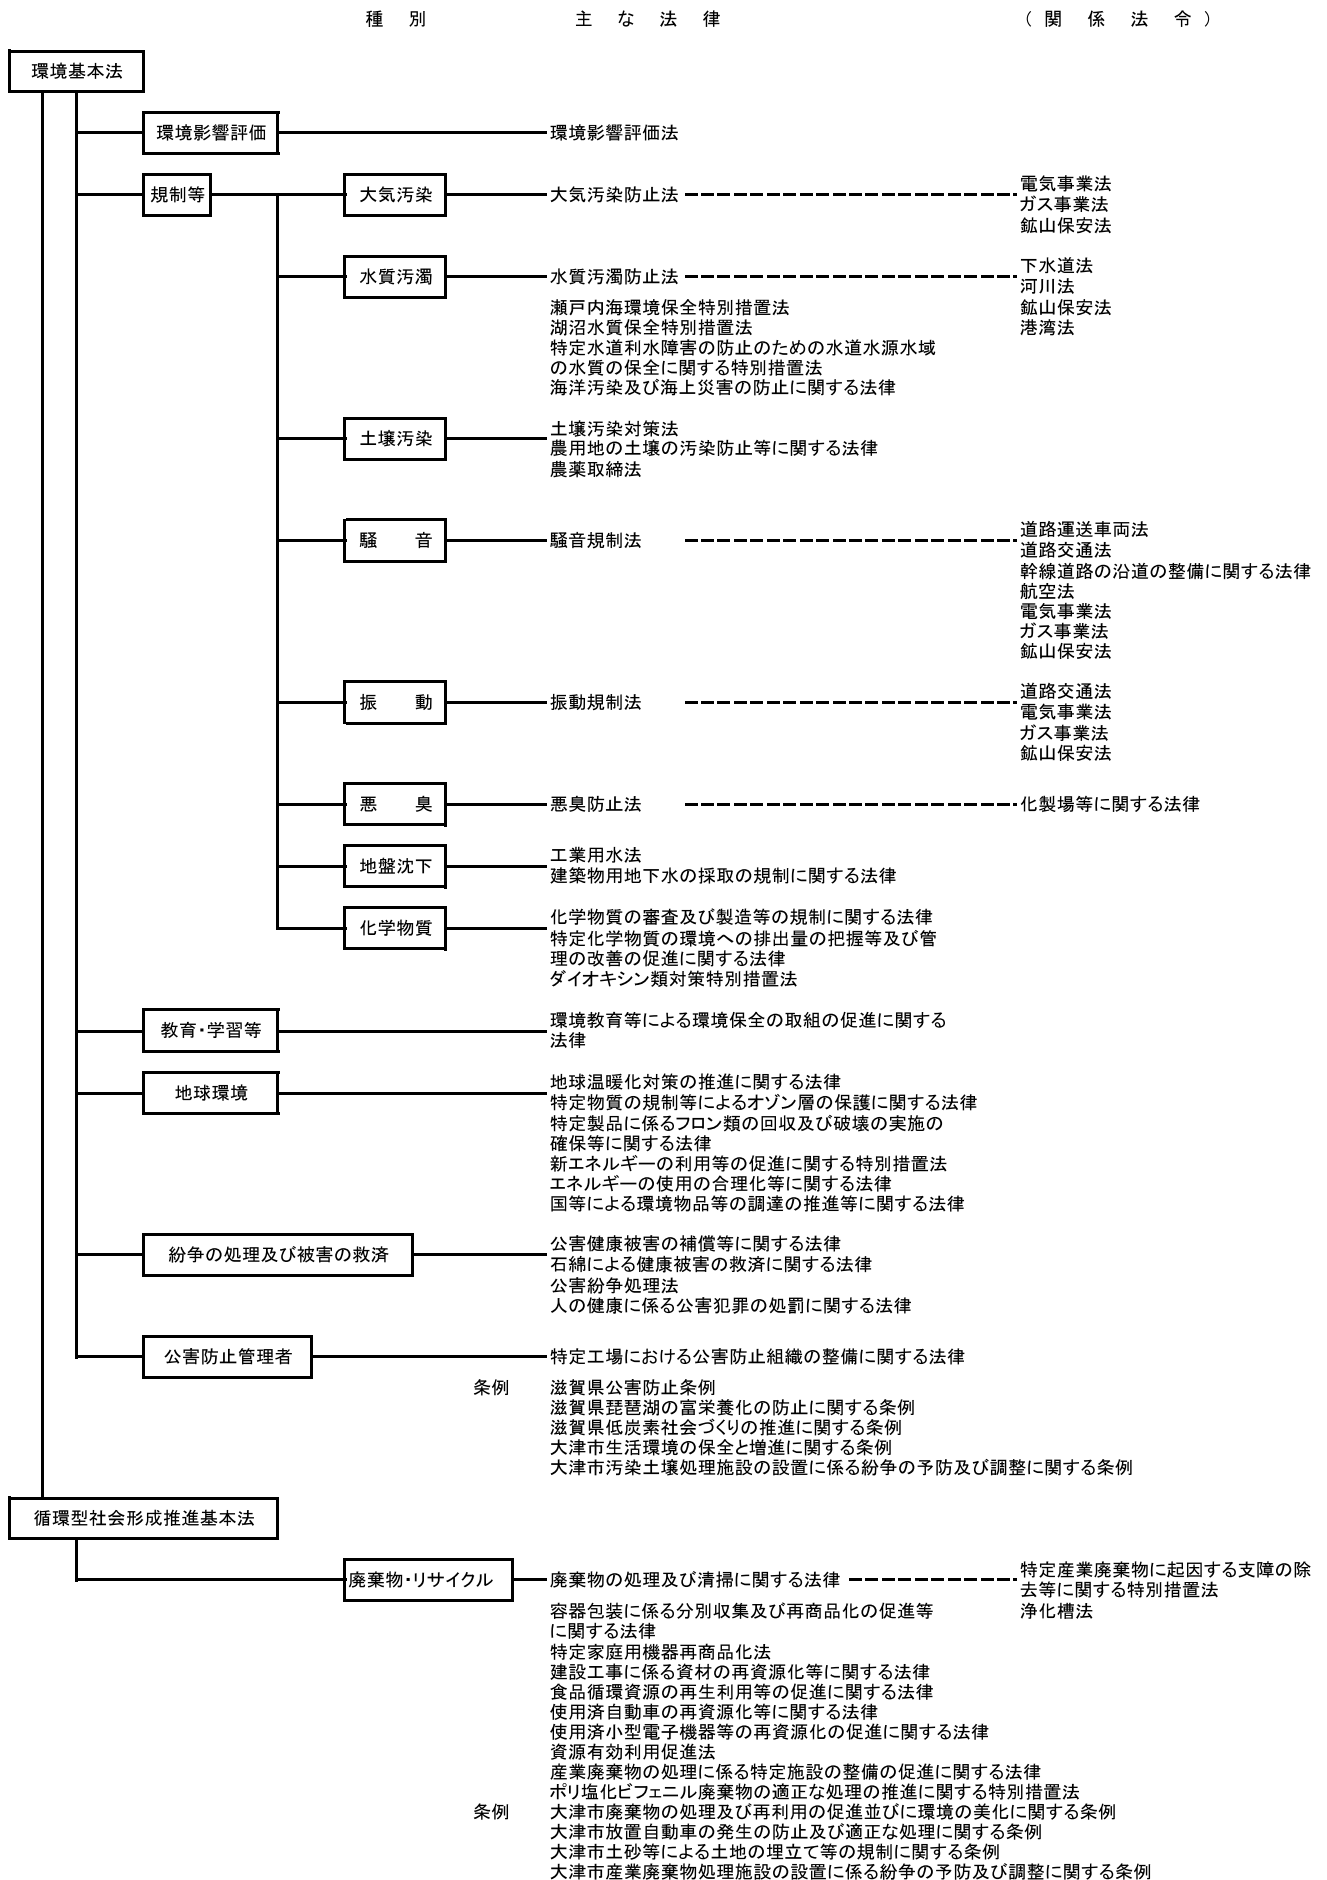 種別 主な法律 (関係法令)
環境基本法
環境影響評価 環境影響評価法
規制等 大気汚染 大気汚染防止法 電気事業法
ガス事業法
鉱山保安法
水質汚濁 水質汚濁防止法 下水道法
河川法
瀬戸内海環境保全特別措置法 鉱山保安法
湖沼水質保全特別措置法 港湾法
特定水道利水障害の防止のための水道水源水域
の水質の保全に関する特別措置法
海洋汚染及び海上災害の防止に関する法律
土壌汚染 土壌汚染対策法
農用地の土壌の汚染防止等に関する法律
農薬取締法
騒音 騒音規制法 道路運送車両法
道路交通法
幹線道路の沿道の整備に関する法律
航空法
電気事業法
ガス事業法
鉱山保安法
振動 振動規制法 道路交通法
電気事業法
ガス事業法
鉱山保安法
悪臭 悪臭防止法 化製場等に関する法律
地盤沈下 工業用水法
建築物用地下水の採取の規制に関する法律
化学物質 化学物質の審査及び製造等の規制に関する法律
特定化学物質の環境への排出量の把握等及び管
理の改善の促進に関する法律
ダイオキシン類対策特別措置法
教育・学習等 環境教育等による環境保全の取組の促進に関する
法律
地球環境 地球温暖化対策の推進に関する法律
特定物質の規制等によるオゾン層の保護に関する法律
特定製品に係るフロン類の回収及び破壊の実施の
確保等に関する法律
新エネルギーの利用等の促進に関する特別措置法
エネルギーの使用の合理化等に関する法律
国等による環境物品等の調達の推進等に関する法律
紛争の処理及び被害の救済 公害健康被害の補償等に関する法律
石綿による健康被害の救済に関する法律
公害紛争処理法
人の健康に係る公害犯罪の処罰に関する法律
公害防止管理者 特定工場における公害防止組織の整備に関する法律
条例 滋賀県公害防止条例
滋賀県琵琶湖の富栄養化の防止に関する条例
滋賀県低炭素社会づくりの推進に関する条例
大津市生活環境の保全と増進に関する条例
大津市汚染土壌処理施設の設置に係る紛争の予防及び調整に関する条例
循環型社会形成推進基本法
廃棄物・リサイクル 廃棄物の処理及び清掃に関する法律 特定産業廃棄物に起因する支障の除
去等に関する特別措置法
容器包装に係る分別収集及び再商品化の促進等 浄化槽法
に関する法律
特定家庭用機器再商品化法
建設工事に係る資材の再資源化等に関する法律
食品循環資源の再生利用等の促進に関する法律
使用済自動車の再資源化等に関する法律
使用済小型電子機器等の再資源化の促進に関する法律
資源有効利用促進法
産業廃棄物の処理に係る特定施設の整備の促進に関する法律
ポリ塩化ビフェニル廃棄物の適正な処理の推進に関する特別措置法
条例 大津市廃棄物の処理及び再利用の促進並びに環境の美化に関する条例
大津市放置自動車の発生の防止及び適正な処理に関する条例
大津市土砂等による土地の埋立て等の規制に関する条例
大津市産業廃棄物処理施設の設置に係る紛争の予防及び調整に関する条例